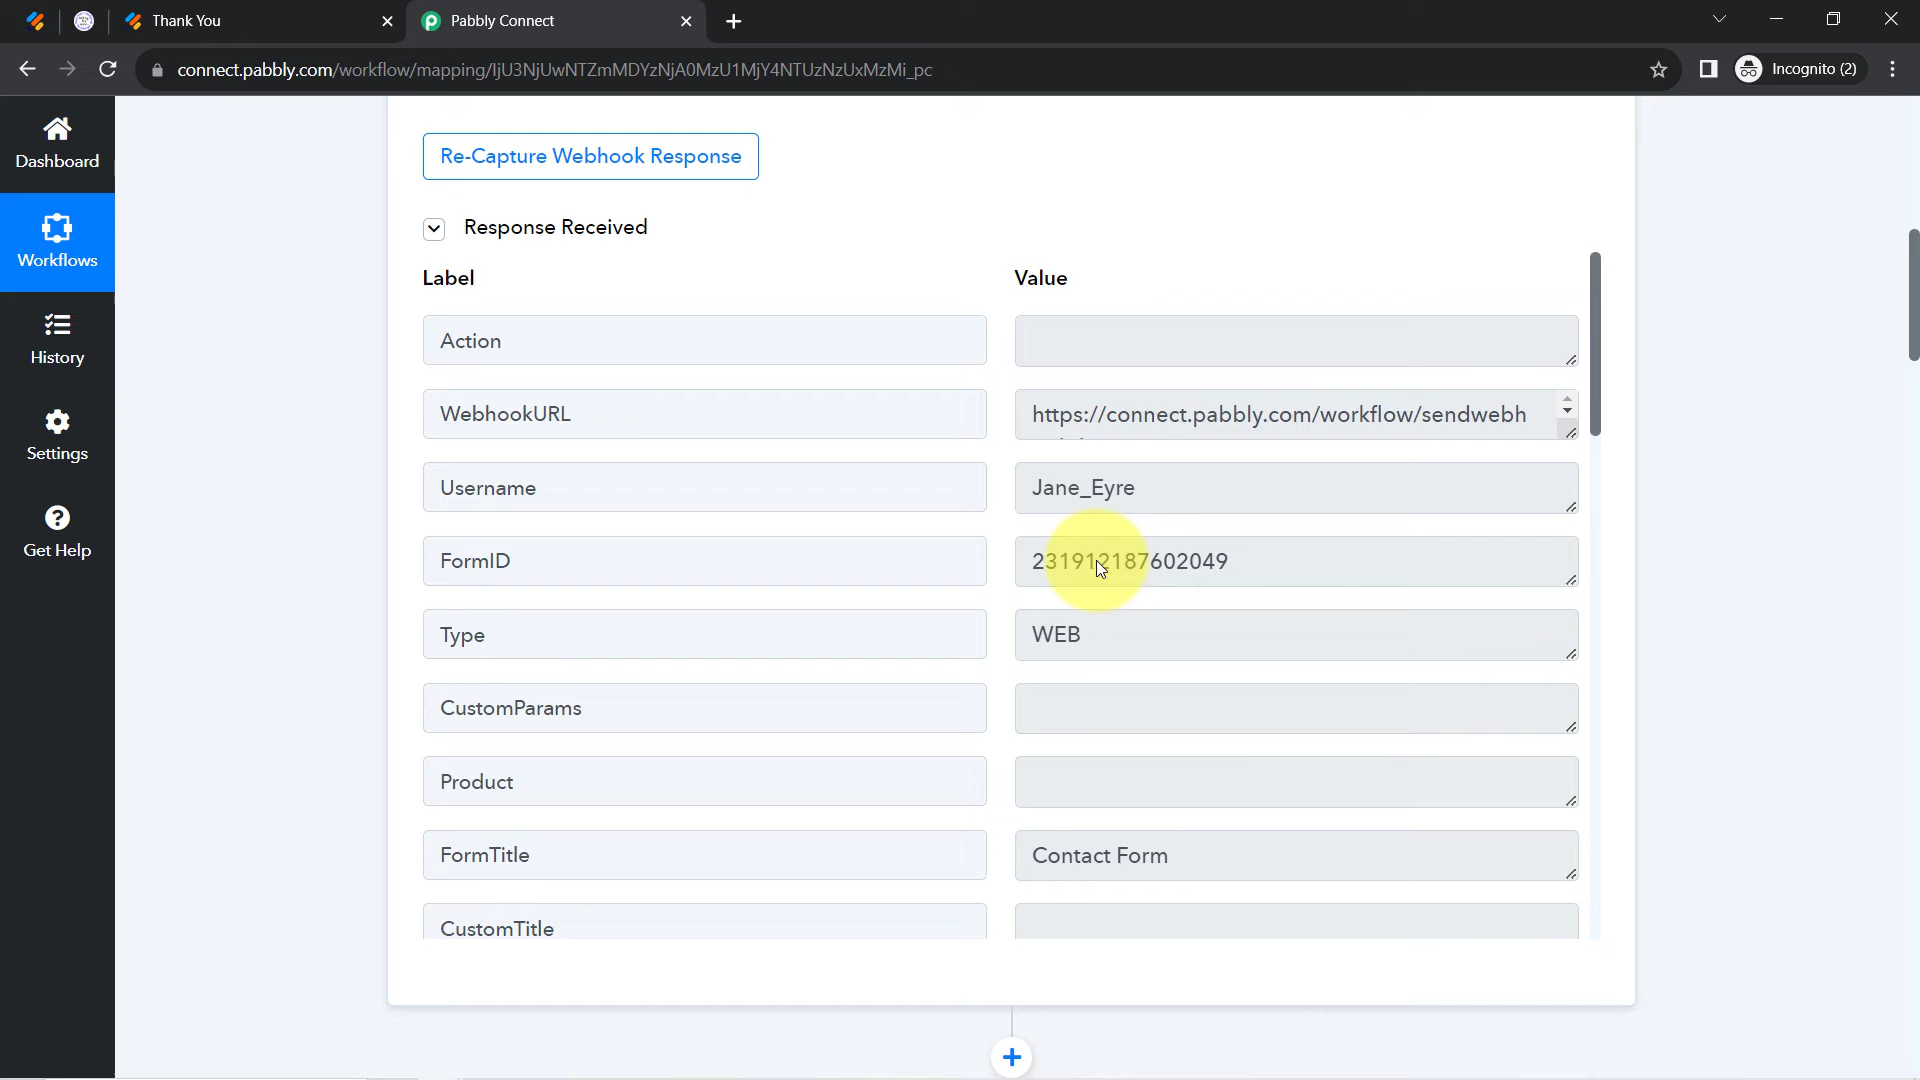 Thank You
Pabbly Connect
connect.pabbly.com/workflow/mapping/IjU3NjUwNTZmMDYzNjA0MzU1MjY4NTUzNzUxMzMi_pc
Incognito (2)
Dashboard
Workflows
History
Settings
Get Help
Re-Capture Webhook Response
Response Received
Label Value
Action
WebhookURL https://connect.pabbly.com/workflow/sendwebh
Username Jane_Eyre
FormID 231912187602049
Type WEB
CustomParams
Product
FormTitle Contact Form
CustomTitle